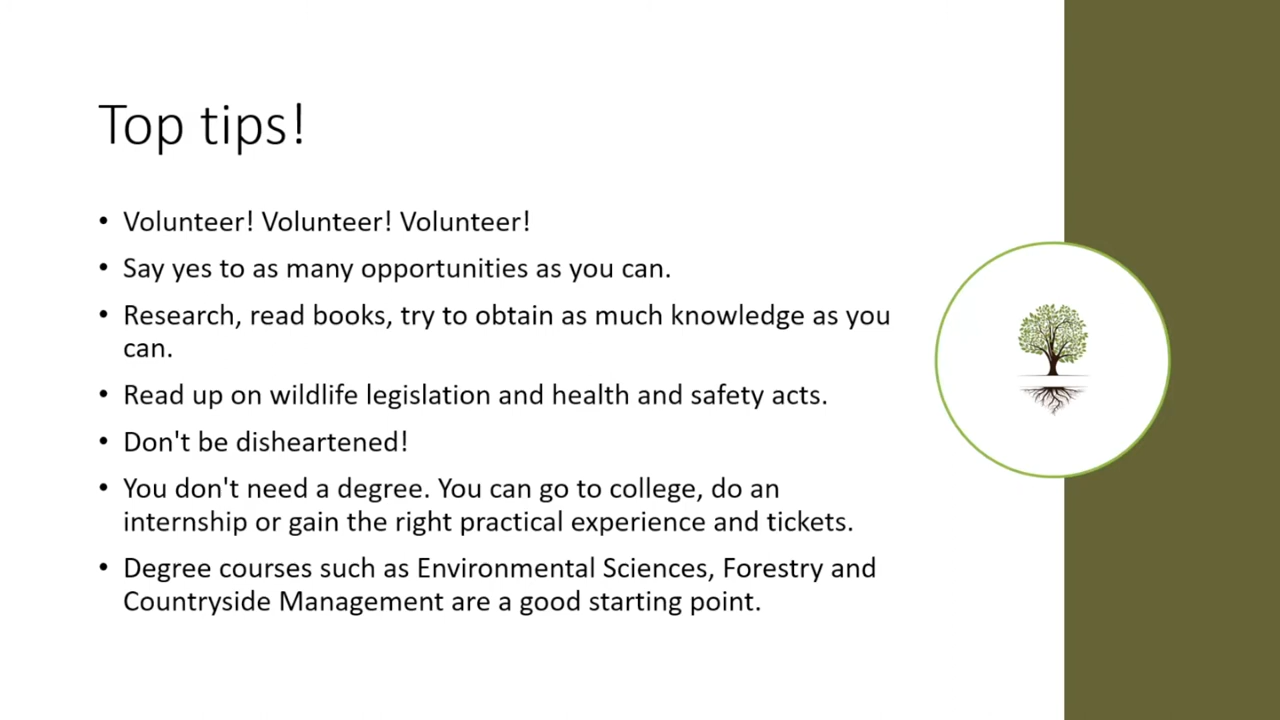 Top tips!
• Volunteer! Volunteer! Volunteer!
• Say yes to as many opportunities as you can.
• Research, read books, try to obtain as much knowledge as you
can.
• Read up on wildlife legislation and health and safety acts.
• Don't be disheartened!
• You don't need a degree. You can go to college, do an
internship or gain the right practical experience and tickets.
• Degree courses such as Environmental Sciences, Forestry and
Countryside Management are a good starting point.